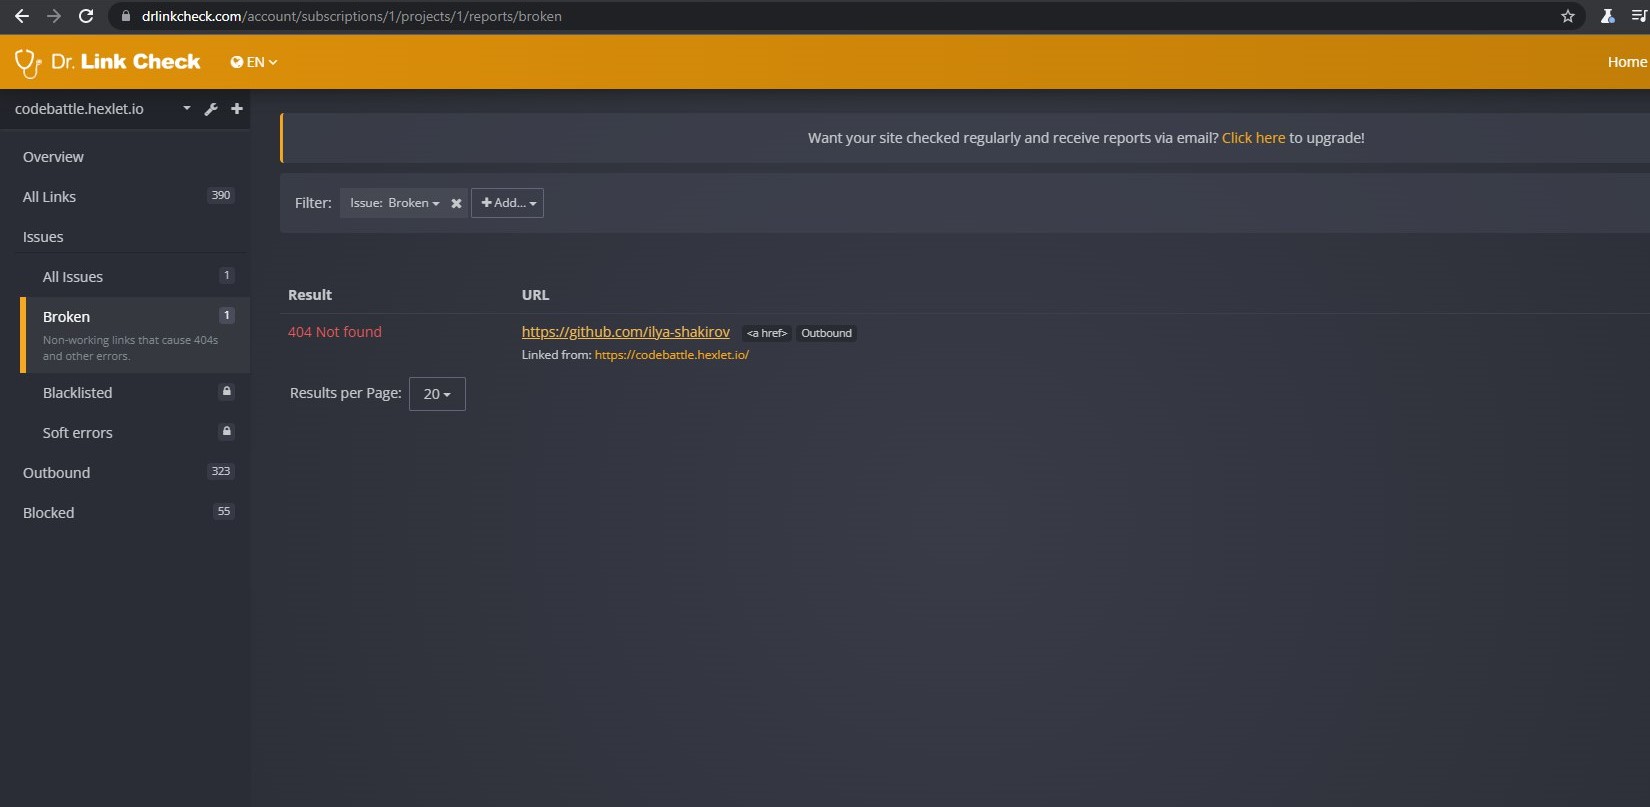 drlinkcheck.com/account/subscriptions/1/projects/1/reports/broken
Dr. Link Check EN Home
codebattle.hexlet.io
Overview
All Links 390
Issues
All Issues 1
Broken 1
Non-working links that cause 404s
and other errors.
Blacklisted
Soft errors
Outbound 323
Blocked 55
Want your site checked regularly and receive reports via email? Click here to upgrade!
Filter: Issue: Broken Add...
Result URL
404 Not found https://github.com/ilya-shakirov <a href> Outbound
Linked from: https://codebattle.hexlet.io/
Results per Page: 20